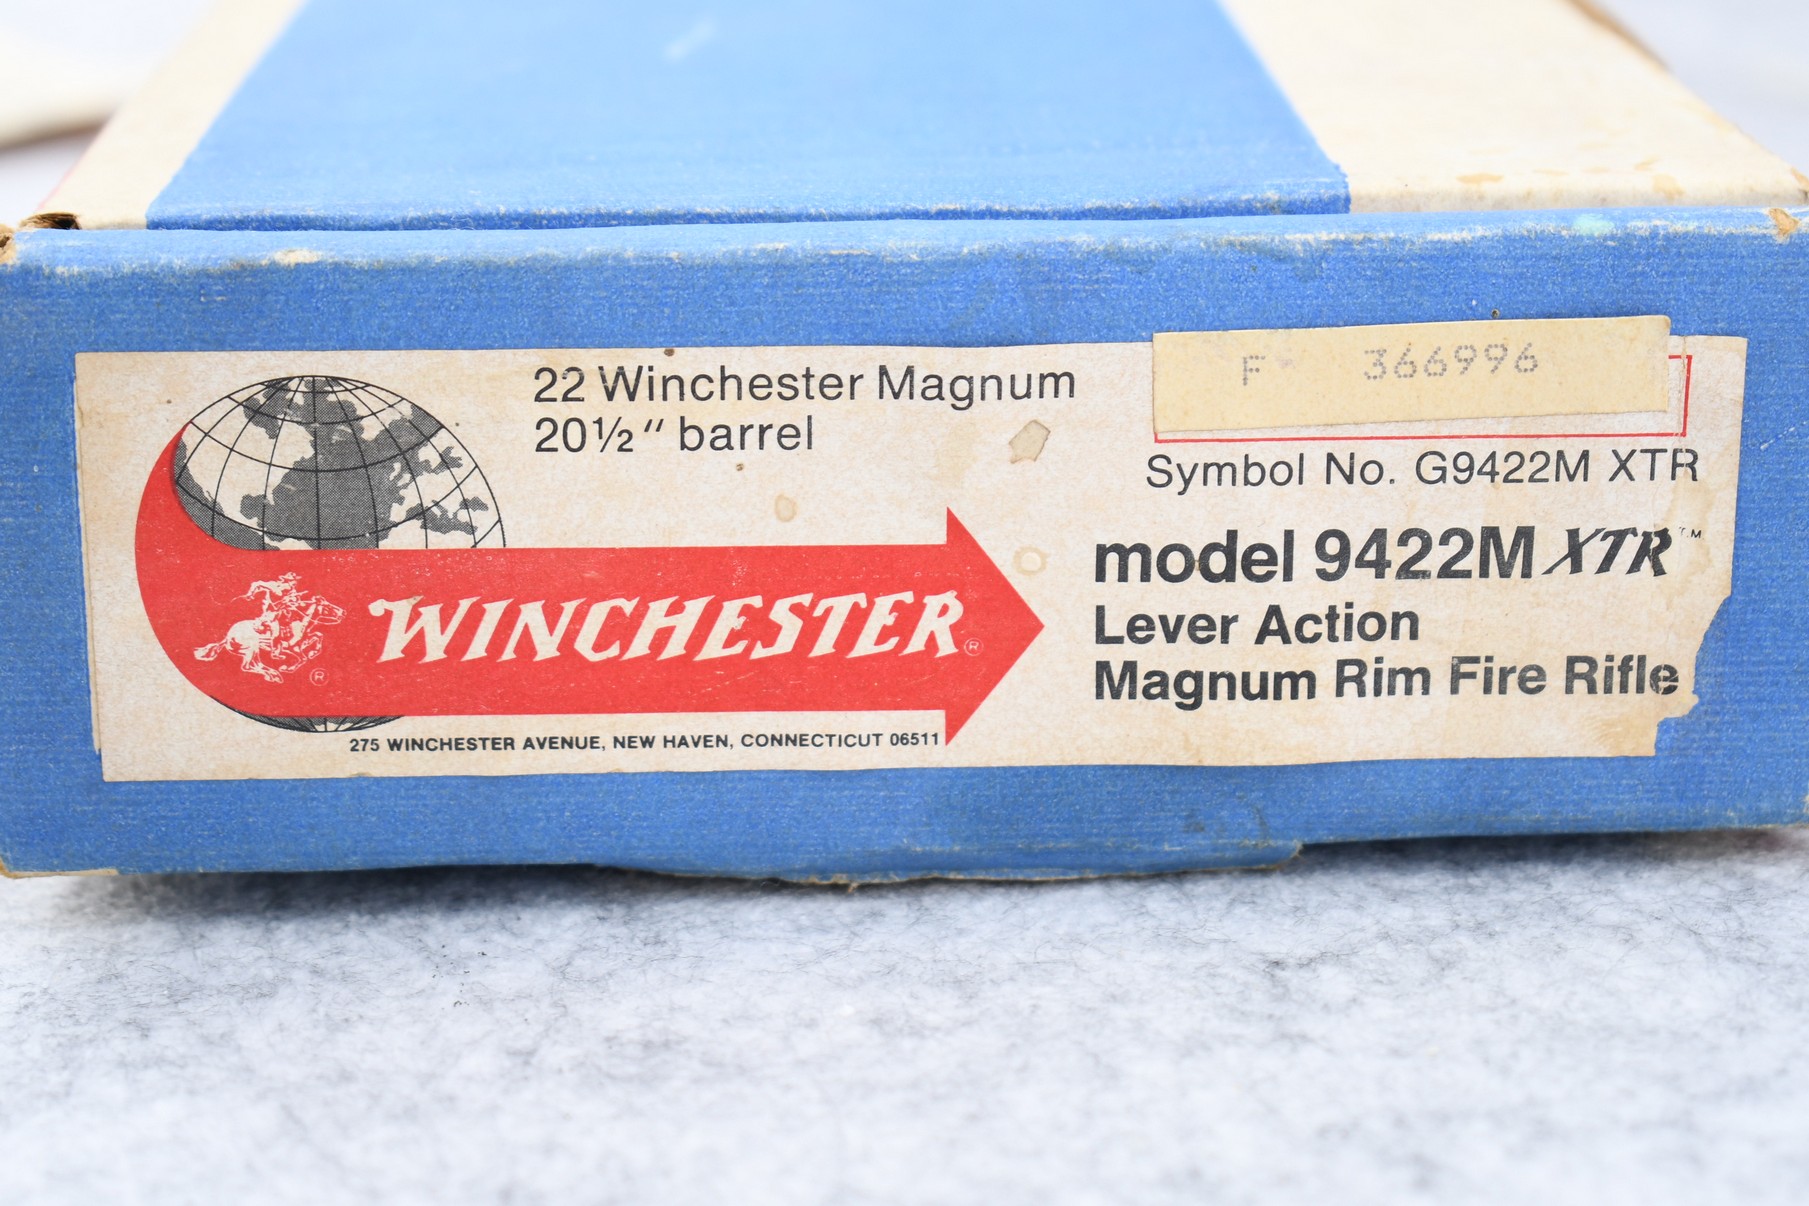 22 Winchester Magnum
20½" barrel
F 366996
Symbol No. G9422M XTR
model 9422M XTR™
Lever Action
Magnum Rim Fire Rifle
® WINCHESTER®
275 WINCHESTER AVENUE, NEW HAVEN, CONNECTICUT 06511